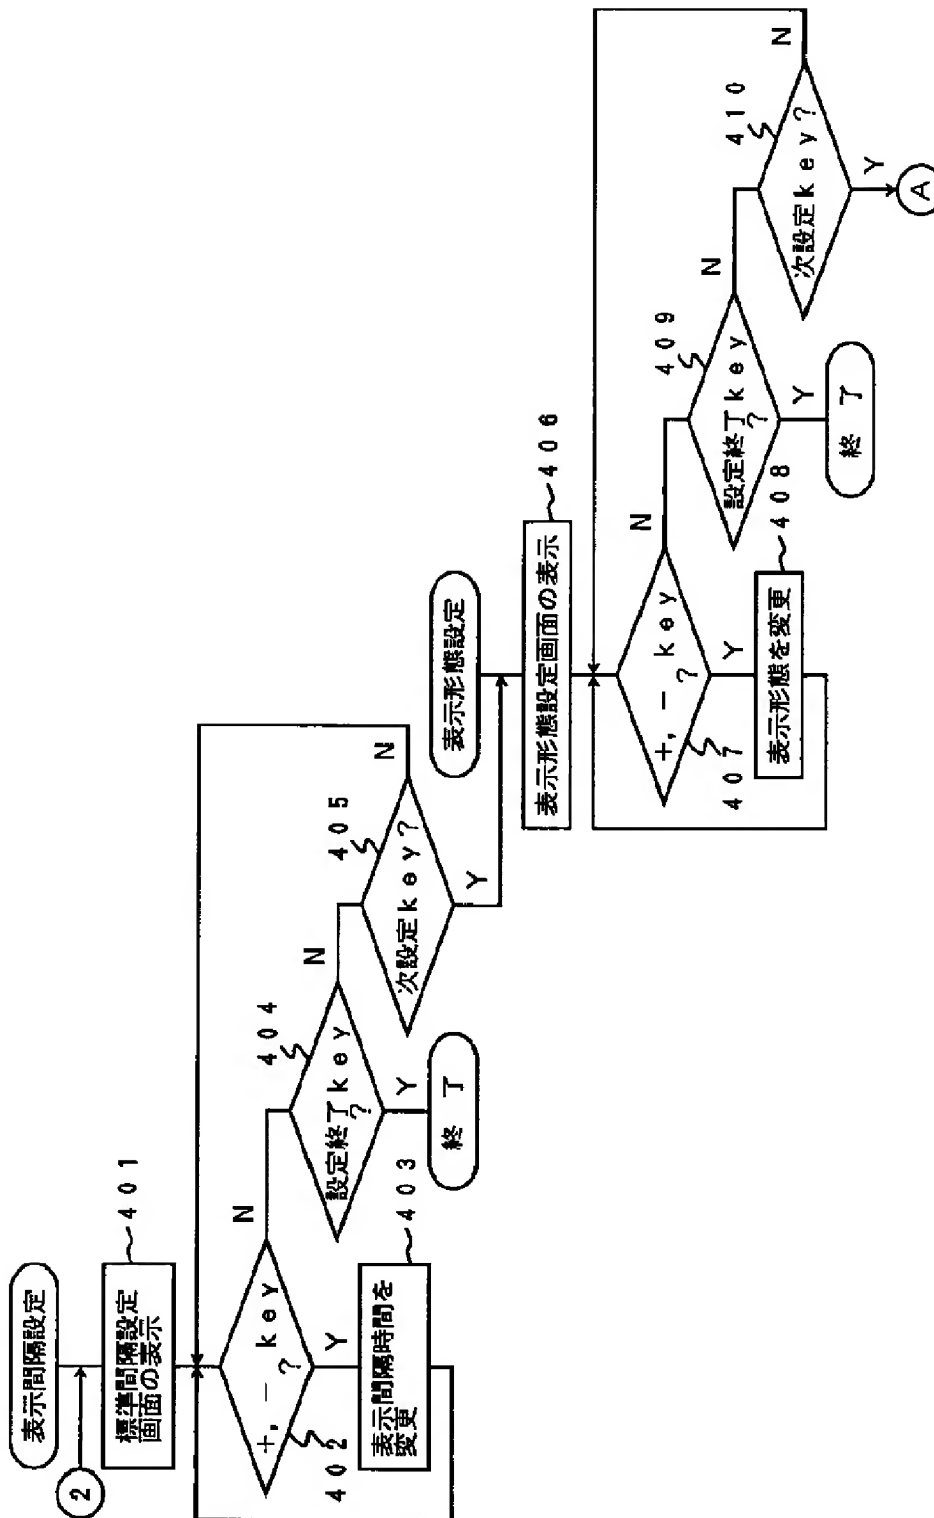 表示間隔設定
2
標準間隔設定
画面の表示
401
+, - key
?
402
Y
N
表示間隔時間を
変更
403
設定終了key
?
404
N
Y
終 了
次設定key?
405
N
Y
表示形態設定
表示形態設定画面の表示
406
+, - key
?
407
N
Y
表示形態を変更
408
設定終了key
?
409
N
Y
終 了
次設定key?
410
N
Y
A